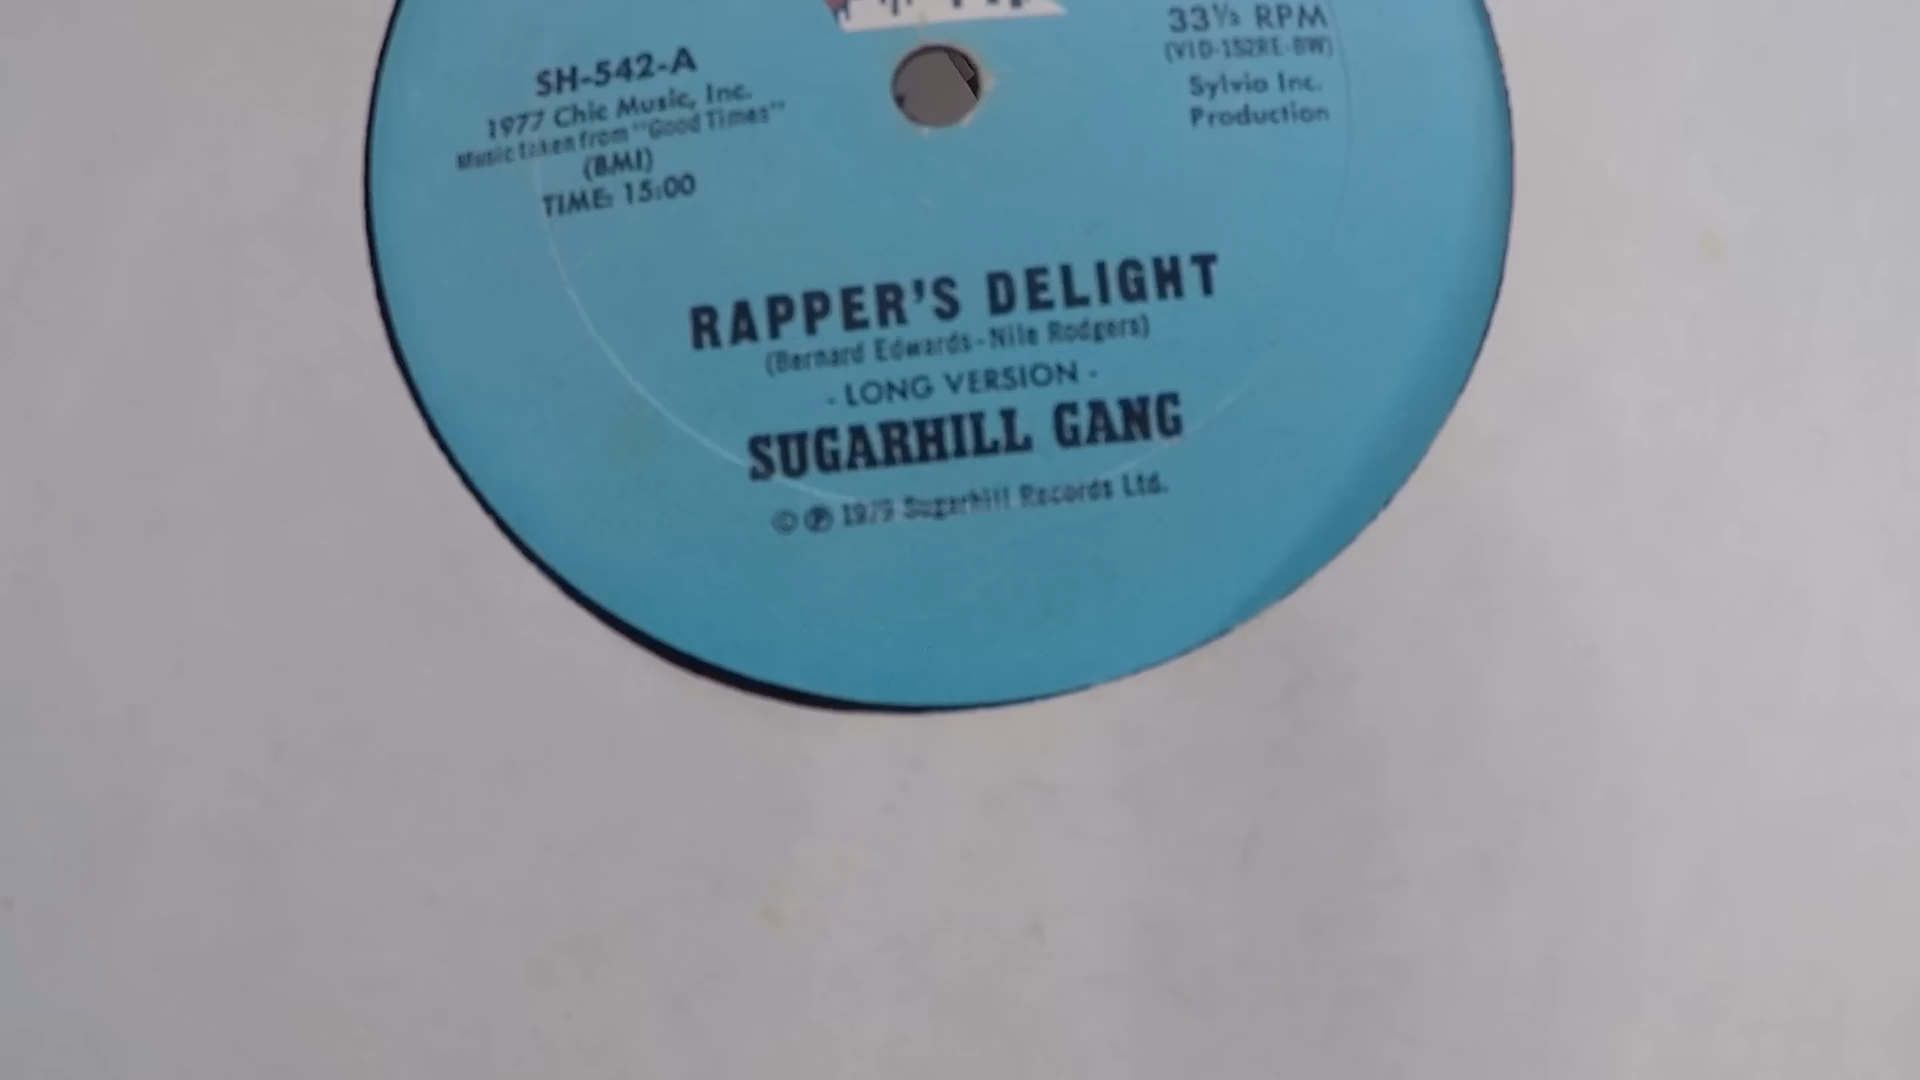 SH-542-A
1977 Chic Music, Inc.
Music taken from "Good Times"
(BMI)
TIME: 15:00
33⅓ RPM
(VID-152RE-BW)
Sylvia Inc.
Production
RAPPER'S DELIGHT
(Bernard Edwards-Nile Rodgers)
- LONG VERSION -
SUGARHILL GANG
© ℗ 1979 Sugarhill Records Ltd.